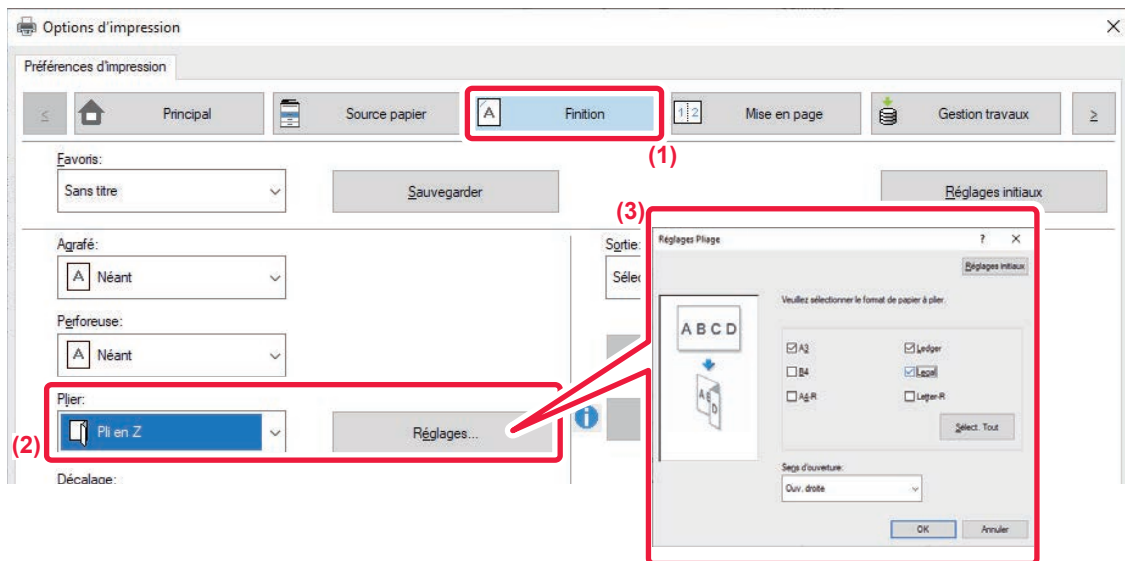 Options d'impression
Préférences d'impression
≤ Principal Source papier A Finition 1 2 Mise en page Gestion travaux ≥
(1)
Favoris:
Sans titre Sauvegarder Réglages initiaux
(3)
Agrafé:
A Néant
Perforeuse:
A Néant
Plier:
(2)
Pli en Z Réglages...
Décalage:
Sortie:
Sélec
Réglages Pliage ? ×
Réglages initiaux
Veuillez sélectionner le format de papier à plier.
A B C D
A3 Ledger
B4 Legal
A4-R Letter-R
Sélect. Tout
Sens d'ouverture:
Ouv. droite
OK Annuler